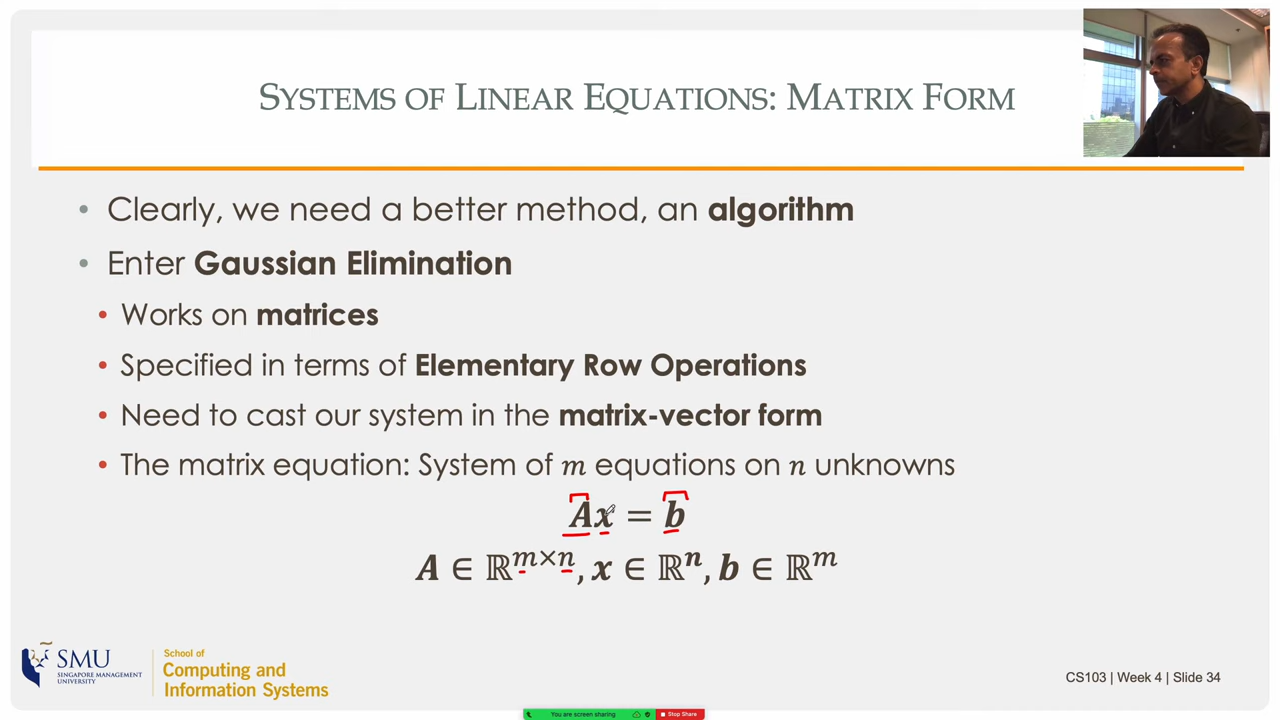 SYSTEMS OF LINEAR EQUATIONS: MATRIX FORM
• Clearly, we need a better method, an algorithm
• Enter Gaussian Elimination
• Works on matrices
• Specified in terms of Elementary Row Operations
• Need to cast our system in the matrix-vector form
• The matrix equation: System of m equations on n unknowns
Ax = b
A ∈ ℝ^{m×n}, x ∈ ℝ^n, b ∈ ℝ^m
SMU
SINGAPORE MANAGEMENT
UNIVERSITY
School of
Computing and
Information Systems
CS103 | Week 4 | Slide 34
You are screen sharing
Stop Share